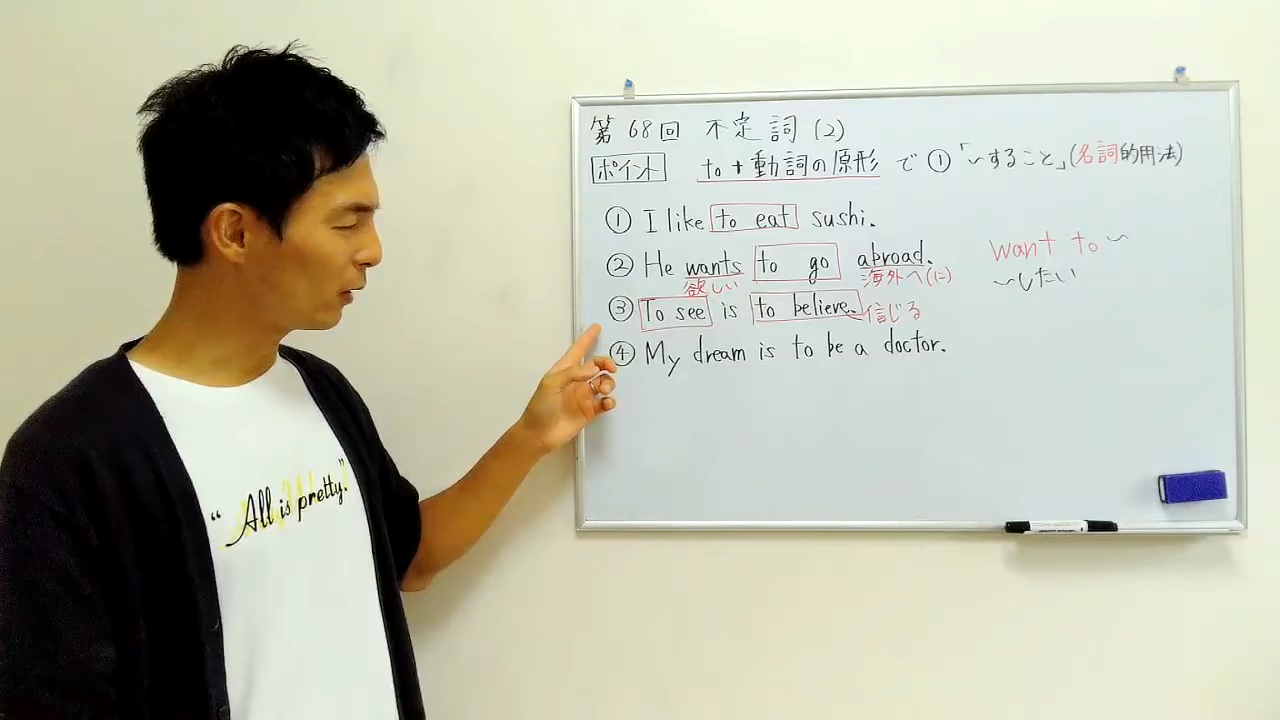 第68回 不定詞(2)
ポイント to+動詞の原形 で ①「〜すること」(名詞的用法)
① I like to eat sushi.
② He wants to go abroad.
欲しい 海外へ(に)
③ To see is to believe. 信じる
④ My dream is to be a doctor.
want to 〜
〜したい
"All is pretty."